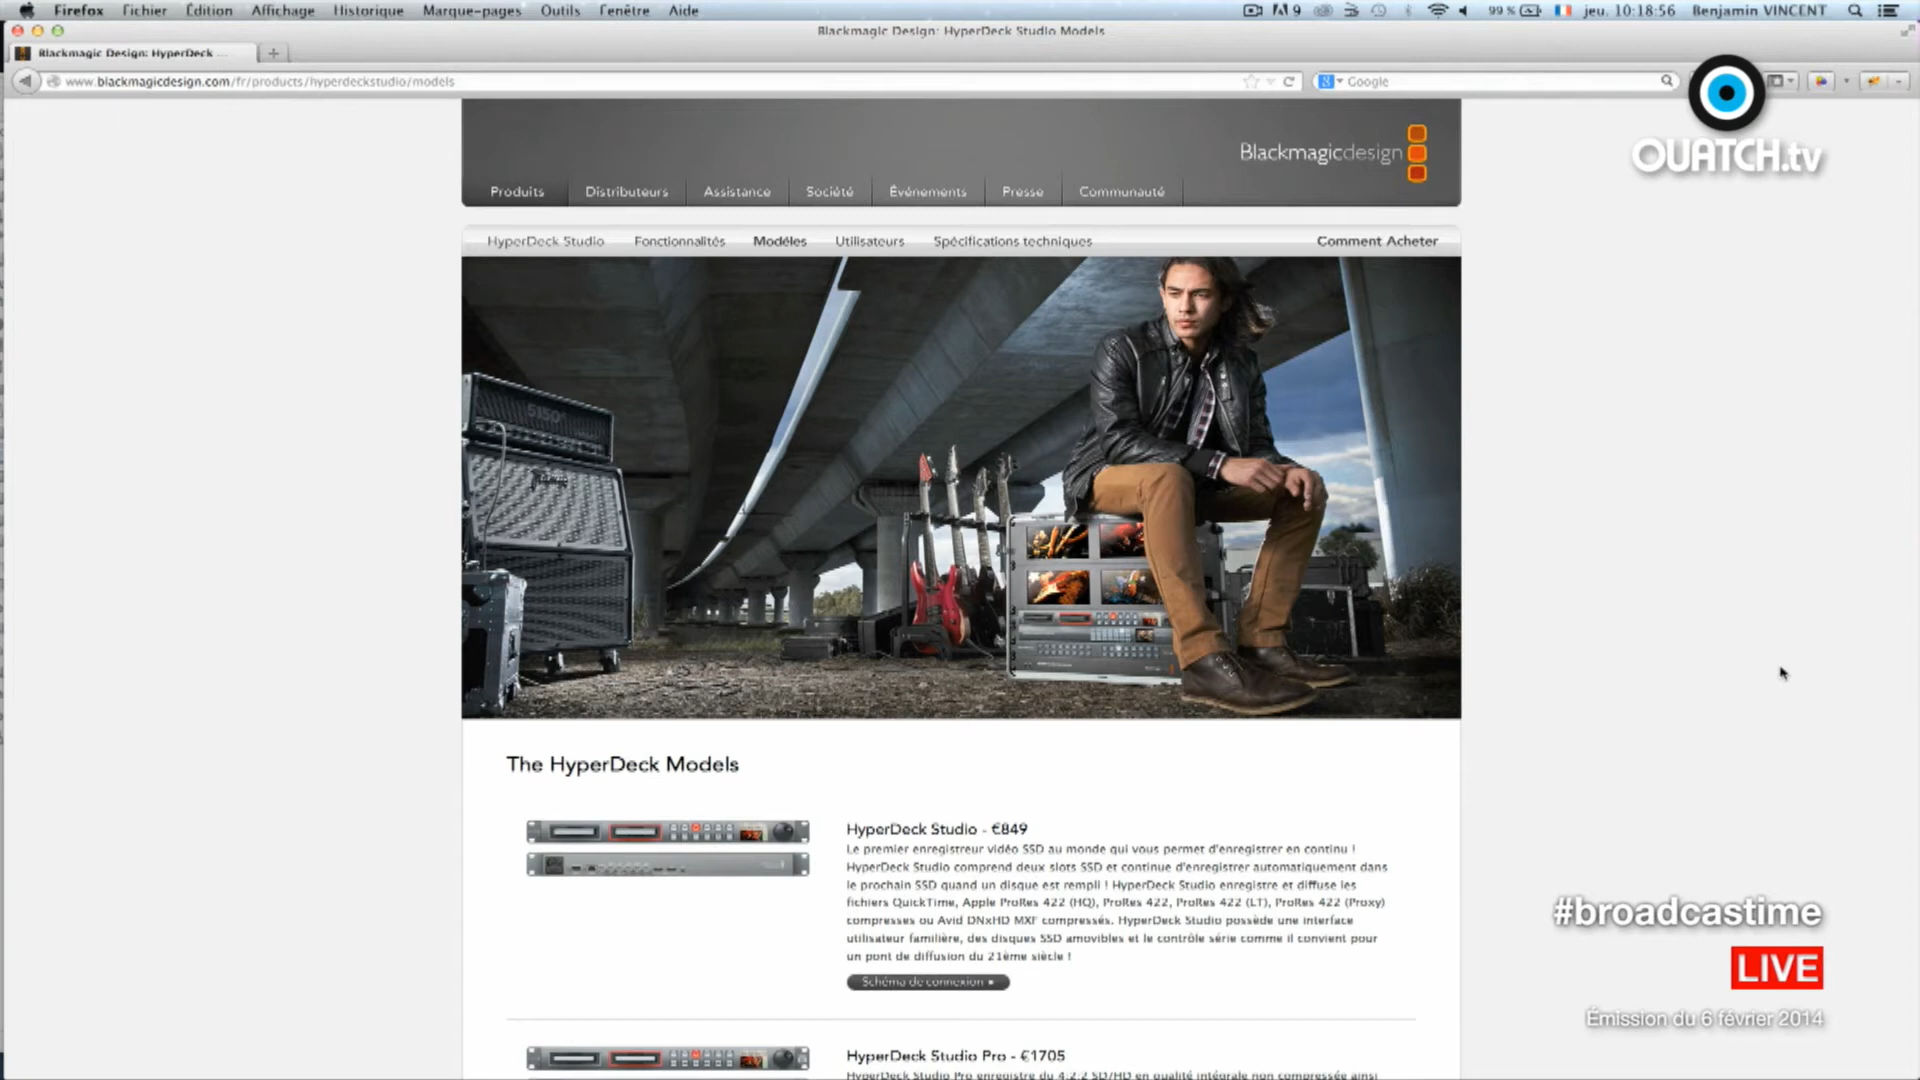 Firefox Fichier Édition Affichage Historique Marque-pages Outils Fenêtre Aide
9 99 % jeu. 10:18:56 Benjamin VINCENT
Blackmagic Design: HyperDeck Studio Models
Blackmagic Design: HyperDeck ...
www.blackmagicdesign.com/fr/products/hyperdeckstudio/models
Google
OUATCH.tv
Blackmagicdesign
Produits Distributeurs Assistance Société Événements Presse Communauté
HyperDeck Studio Fonctionnalités Modèles Utilisateurs Spécifications techniques Comment Acheter
5150
The HyperDeck Models
HyperDeck Studio - €849
Le premier enregistreur vidéo SSD au monde qui vous permet d'enregistrer en continu !
HyperDeck Studio comprend deux slots SSD et continue d'enregistrer automatiquement dans
le prochain SSD quand un disque est rempli ! HyperDeck Studio enregistre et diffuse les
fichiers QuickTime, Apple ProRes 422 (HQ), ProRes 422, ProRes 422 (LT), ProRes 422 (Proxy)
compresses ou Avid DNxHD MXF compressés. HyperDeck Studio possède une interface
utilisateur familière, des disques SSD amovibles et le contrôle série comme il convient pour
un pont de diffusion du 21ème siècle !
Schéma de connexion
HyperDeck Studio Pro - €1705
HyperDeck Studio Pro enregistre du 4:2:2 SD/HD en qualité intégrale non compressée ainsi
#broadcastime
LIVE
Émission du 6 février 2014